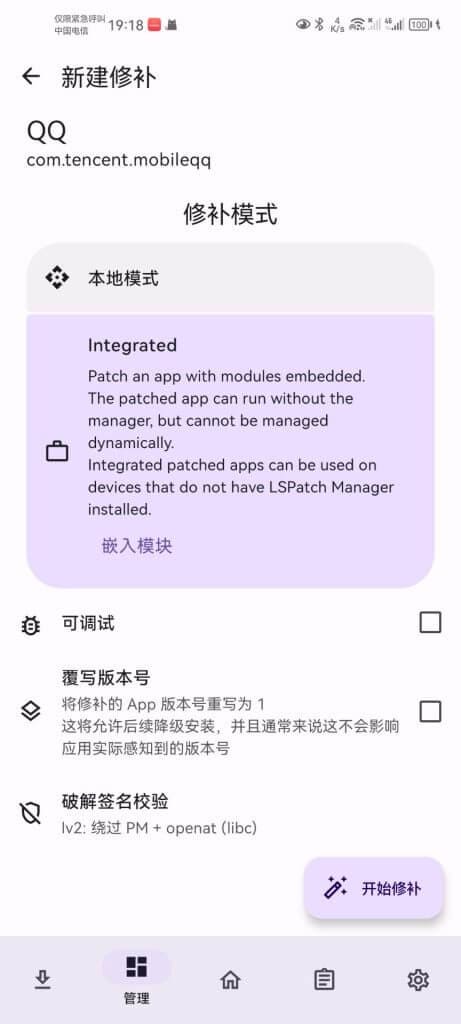 仅限紧急呼叫
中国电信
19:18
4
K/s
4G
100
新建修补
QQ
com.tencent.mobileqq
修补模式
本地模式
Integrated
Patch an app with modules embedded.
The patched app can run without the
manager, but cannot be managed
dynamically.
Integrated patched apps can be used on
devices that do not have LSPatch Manager
installed.
嵌入模块
可调试
覆写版本号
将修补的 App 版本号重写为 1
这将允许后续降级安装，并且通常来说这不会影响
应用实际感知到的版本号
破解签名校验
lv2: 绕过 PM + openat (libc)
开始修补
管理